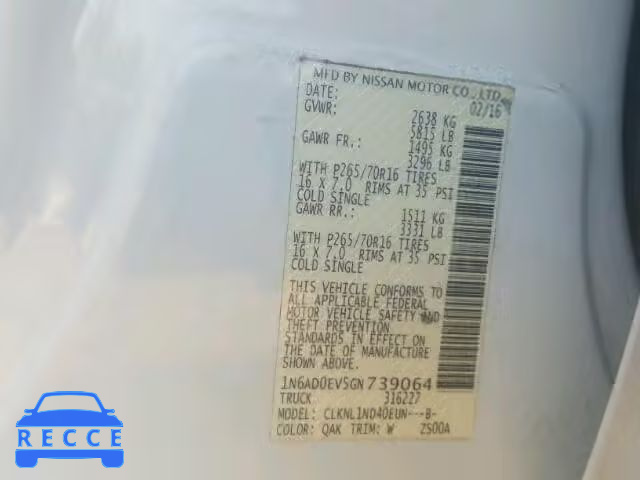 MFD BY NISSAN MOTOR CO., LTD.
DATE: 02/16
GVWR: 2638 KG
5815 LB
GAWR FR.: 1495 KG
3296 LB
WITH P265/70R16 TIRES
16 X 7.0 RIMS AT 35 PSI
COLD SINGLE
GAWR RR.: 1511 KG
3331 LB
WITH P265/70R16 TIRES
16 X 7.0 RIMS AT 35 PSI
COLD SINGLE
THIS VEHICLE CONFORMS TO
ALL APPLICABLE FEDERAL
MOTOR VEHICLE SAFETY AND
THEFT PREVENTION
STANDARDS IN EFFECT ON
THE DATE OF MANUFACTURE
SHOWN ABOVE.
1N6AD0EV5GN 739064
TRUCK 316227
MODEL: CLKNL1ND40EUN---B-
COLOR: QAK TRIM: W ZS00A
RECCE